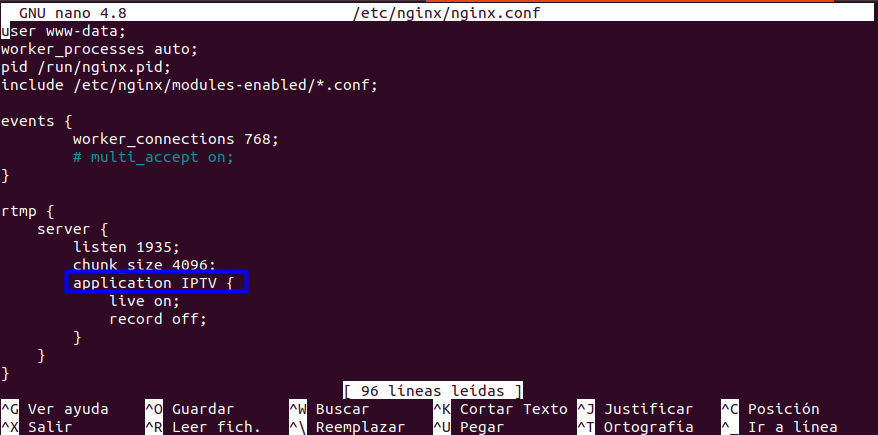 GNU nano 4.8 /etc/nginx/nginx.conf
user www-data;
worker_processes auto;
pid /run/nginx.pid;
include /etc/nginx/modules-enabled/*.conf;
events {
worker_connections 768;
# multi_accept on;
}
rtmp {
server {
listen 1935;
chunk_size 4096;
application IPTV {
live on;
record off;
}
}
}
[ 96 líneas leídas ]
^G Ver ayuda ^O Guardar ^W Buscar ^K Cortar Texto ^J Justificar ^C Posición
^X Salir ^R Leer fich. ^\ Reemplazar ^U Pegar ^T Ortografía ^_ Ir a línea